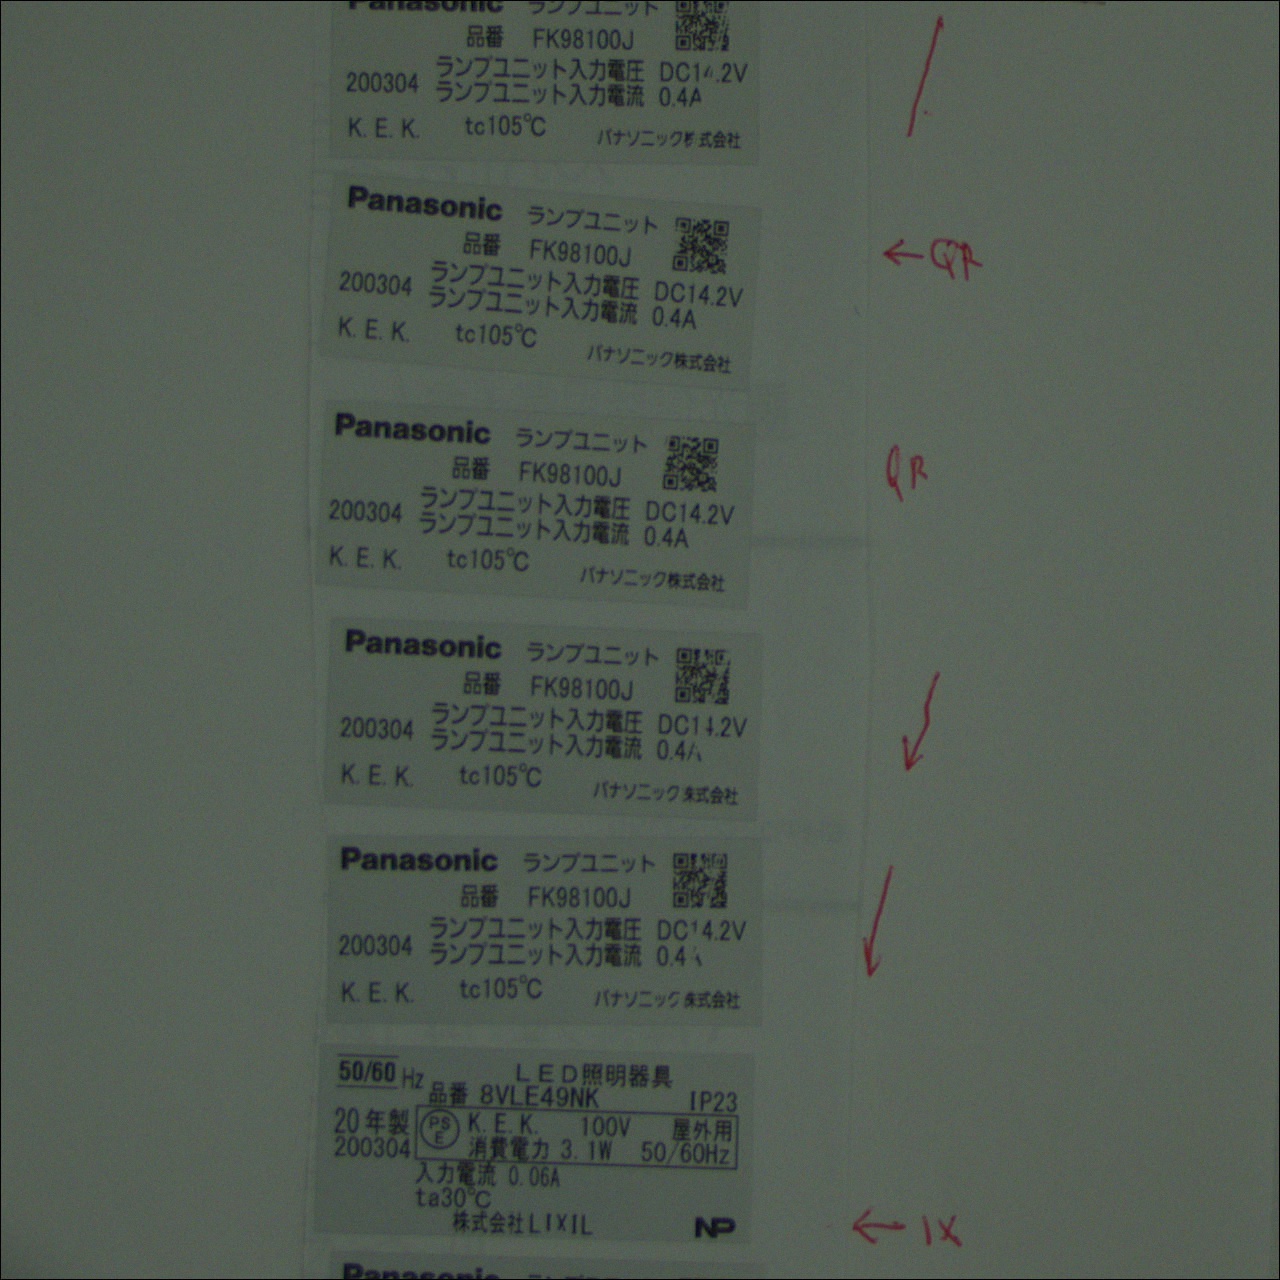 Panasonic ランプユニット
品番 FK98100J
ランプユニット入力電圧 DC14.2V
200304 ランプユニット入力電流 0.4A
K.E.K. tc105℃ パナソニック株式会社
Panasonic ランプユニット
品番 FK98100J
← QR
ランプユニット入力電圧 DC14.2V
200304 ランプユニット入力電流 0.4A
K.E.K. tc105℃ パナソニック株式会社
Panasonic ランプユニット
品番 FK98100J
QR
ランプユニット入力電圧 DC14.2V
200304 ランプユニット入力電流 0.4A
K.E.K. tc105℃ パナソニック株式会社
Panasonic ランプユニット
品番 FK98100J
ランプユニット入力電圧 DC14.2V
200304 ランプユニット入力電流 0.4A
K.E.K. tc105℃ パナソニック株式会社
Panasonic ランプユニット
品番 FK98100J
ランプユニット入力電圧 DC14.2V
200304 ランプユニット入力電流 0.4A
K.E.K. tc105℃ パナソニック株式会社
50/60 Hz LED照明器具
品番 8VLE49NK IP23
20年製 PSE K.E.K. 100V 屋外用
200304 消費電力 3.1W 50/60Hz
入力電流 0.06A
ta30℃
株式会社LIXIL NP
← IX
Panasonic ランプユニット